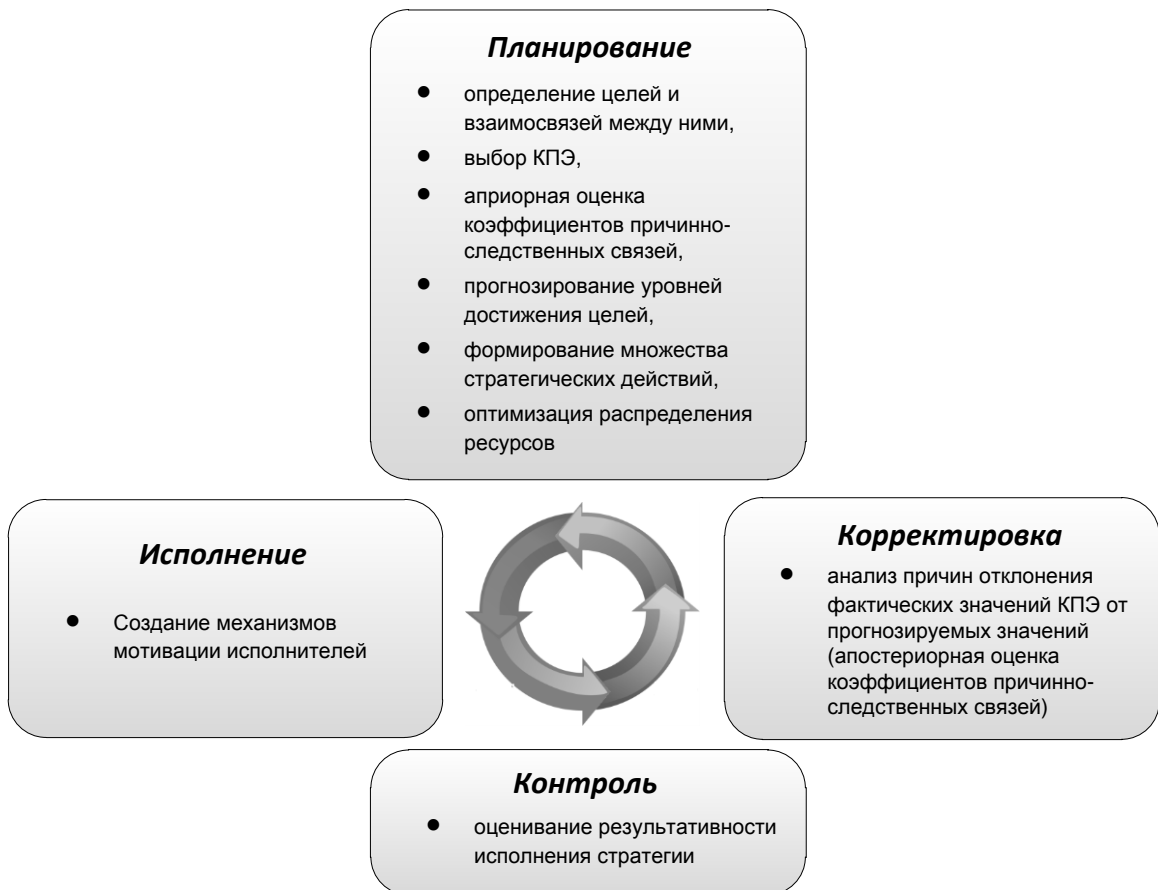 Планирование
● определение целей и
взаимосвязей между ними,
● выбор КПЭ,
● априорная оценка
коэффициентов причинно-
следственных связей,
● прогнозирование уровней
достижения целей,
● формирование множества
стратегических действий,
● оптимизация распределения
ресурсов
Исполнение
● Создание механизмов
мотивации исполнителей
Корректировка
● анализ причин отклонения
фактических значений КПЭ от
прогнозируемых значений
(апостериорная оценка
коэффициентов причинно-
следственных связей)
Контроль
● оценивание результативности
исполнения стратегии